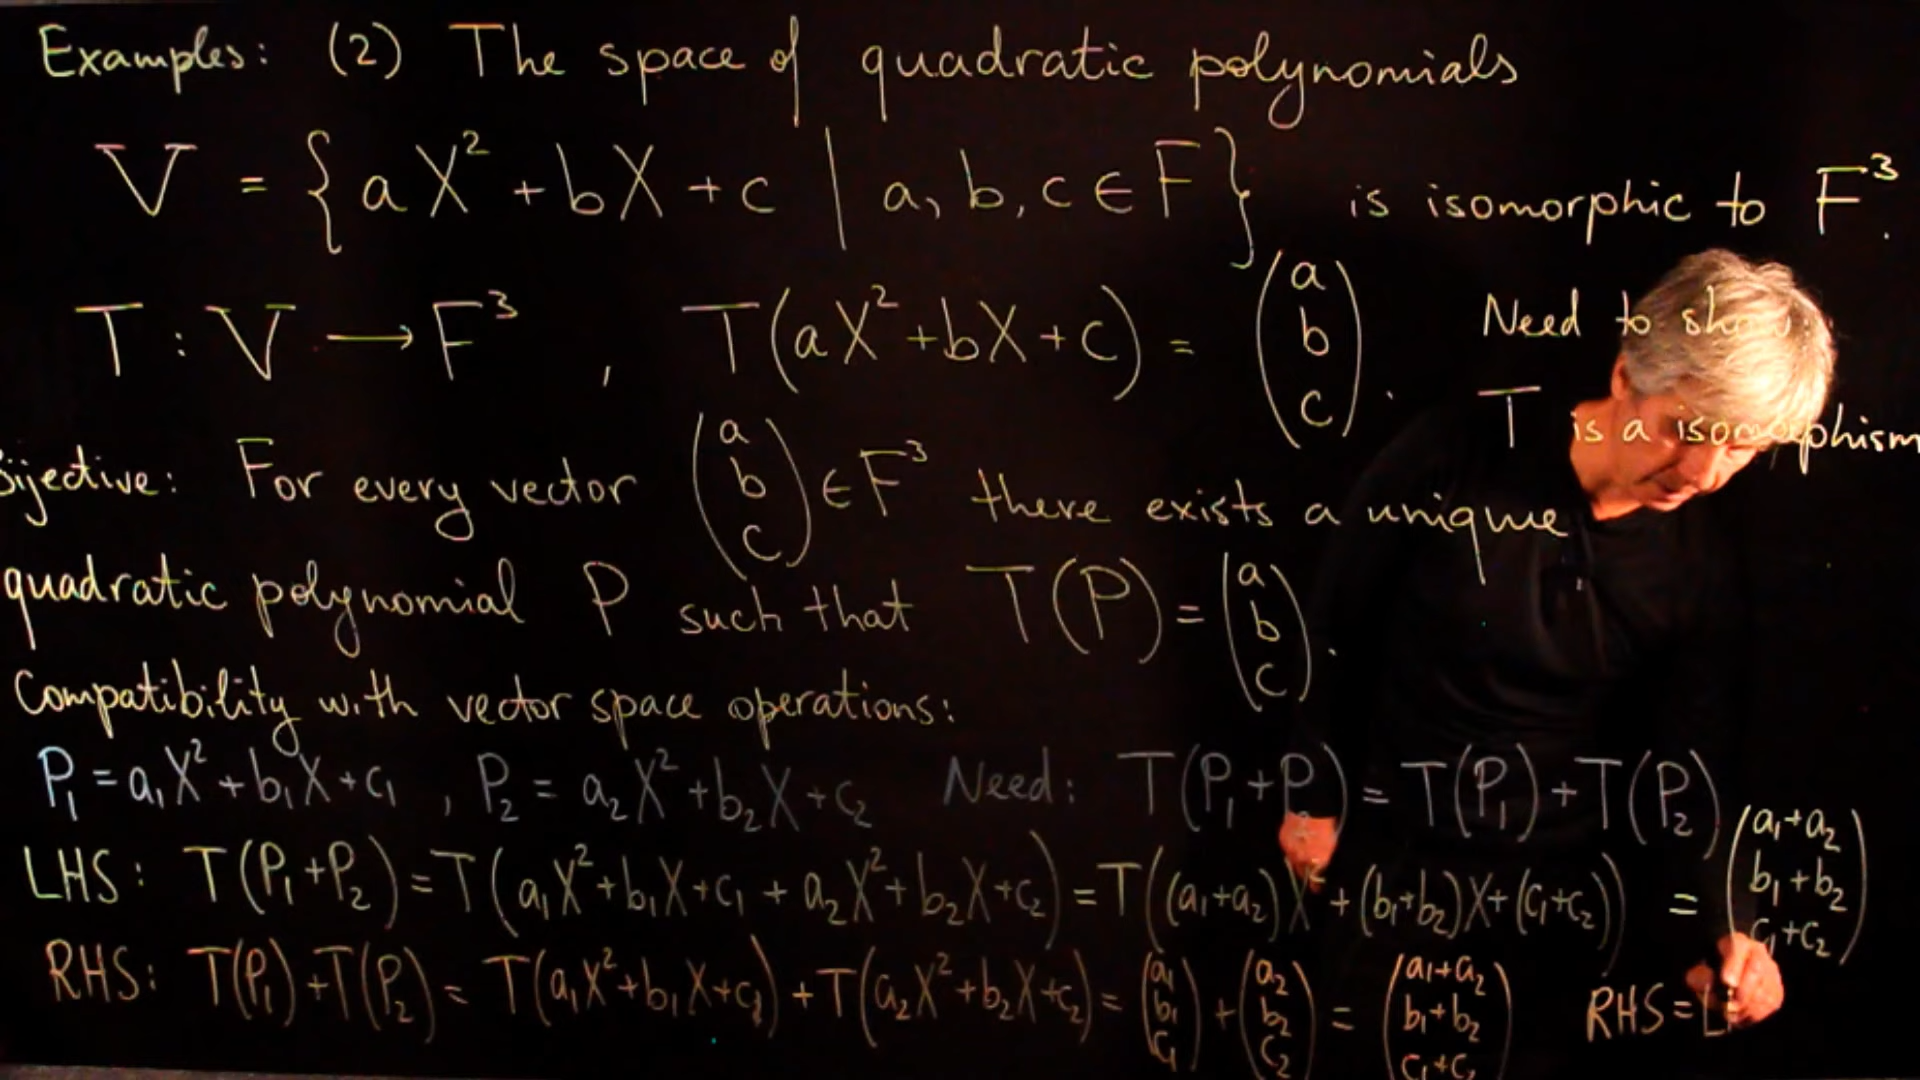 Examples: (2) The space of quadratic polynomials
V = { aX² + bX + c | a, b, c ∈ F } is isomorphic to F³.
T : V → F³ , T(aX² + bX + c) = (a b c). Need to show:
T is a isomorphism
Bijective: For every vector (a b c) ∈ F³ there exists a unique
quadratic polynomial P such that T(P) = (a b c).
Compatibility with vector space operations:
P₁ = a₁X² + b₁X + c₁ , P₂ = a₂X² + b₂X + c₂ Need: T(P₁ + P₂) = T(P₁) + T(P₂)
LHS: T(P₁ + P₂) = T(a₁X² + b₁X + c₁ + a₂X² + b₂X + c₂) = T((a₁+a₂)X² + (b₁+b₂)X + (c₁+c₂)) = (a₁+a₂ b₁+b₂ c₁+c₂)
RHS: T(P₁) + T(P₂) = T(a₁X² + b₁X + c₁) + T(a₂X² + b₂X + c₂) = (a₁ b₁ c₁) + (a₂ b₂ c₂) = (a₁+a₂ b₁+b₂ c₁+c₂) RHS = L